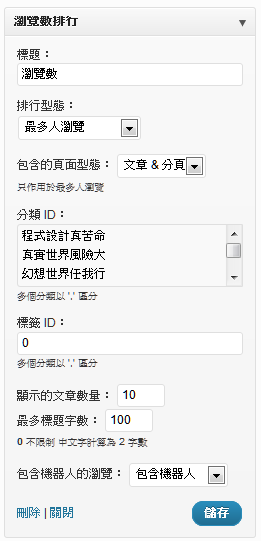 瀏覽數排行
標題：
瀏覽數
排行型態：
最多人瀏覽
包含的頁面型態： 文章 & 分頁
只作用於最多人瀏覽
分類 ID：
程式設計真苦命
真實世界風險大
幻想世界任我行
多個分類以 ',' 區分
標籤 ID：
0
多個分類以 ',' 區分
顯示的文章數量： 10
最多標題字數： 100
0 不限制 中文字計算為 2 字數
包含機器人的瀏覽： 包含機器人
刪除 | 關閉 儲存